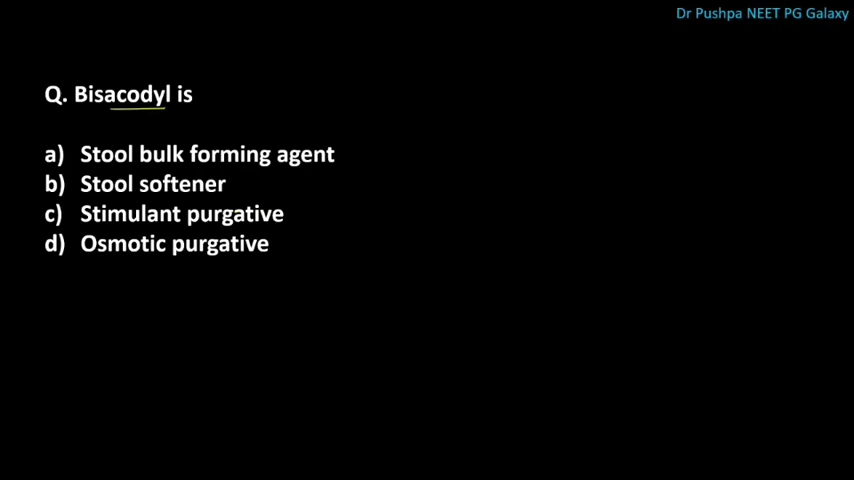 Dr Pushpa NEET PG Galaxy
Q. Bisacodyl is
a) Stool bulk forming agent
b) Stool softener
c) Stimulant purgative
d) Osmotic purgative